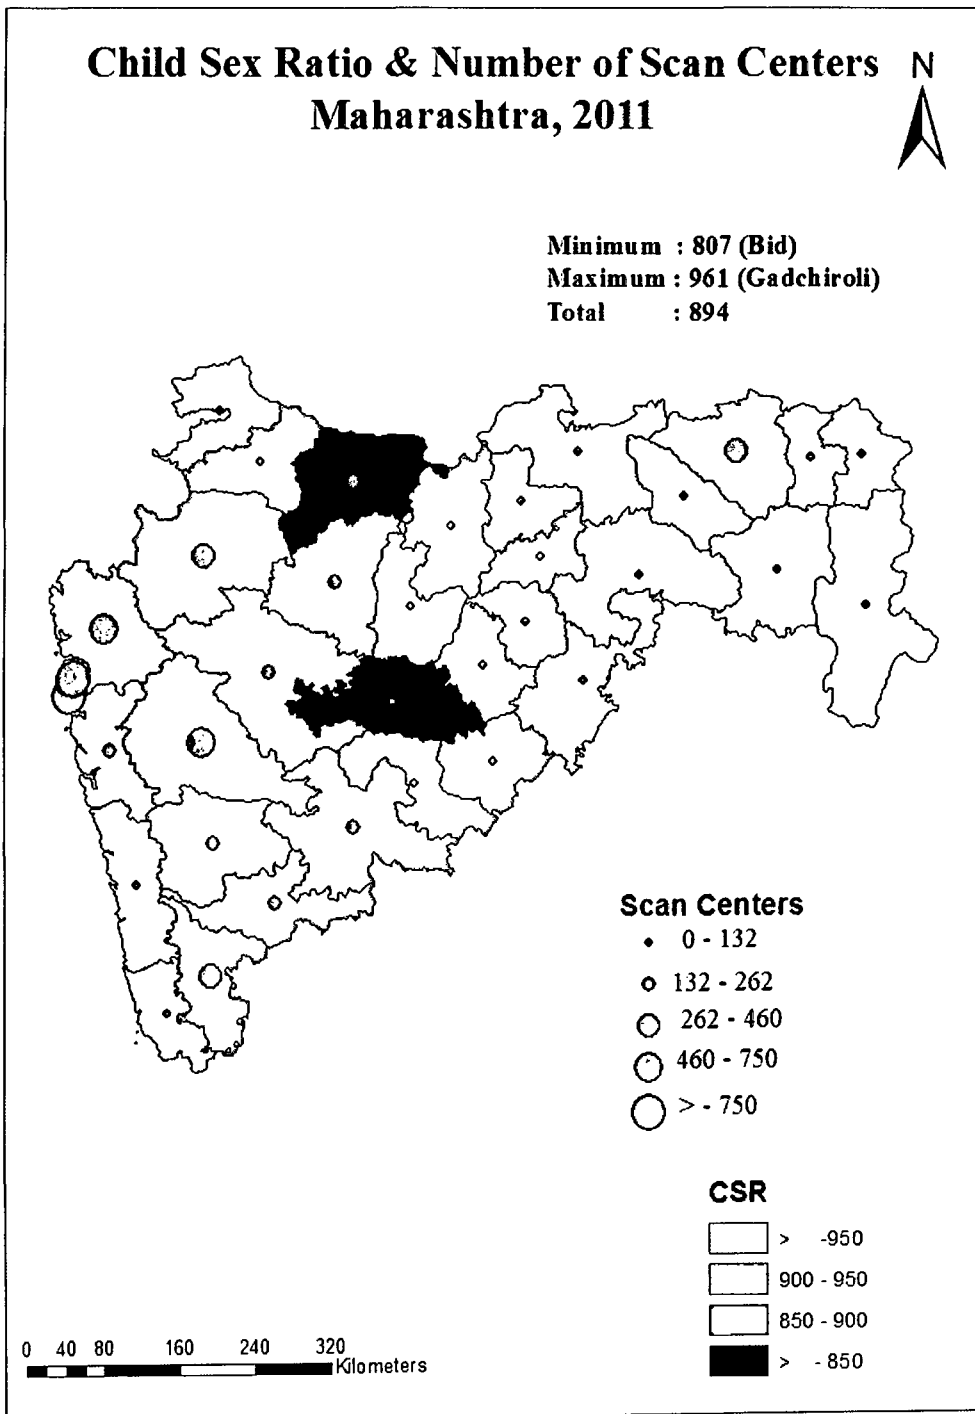 Child Sex Ratio & Number of Scan Centers
Maharashtra, 2011
N
Minimum : 807 (Bid)
Maximum : 961 (Gadchiroli)
Total : 894
Scan Centers
0 - 132
132 - 262
262 - 460
460 - 750
> - 750
CSR
> -950
900 - 950
850 - 900
> - 850
0 40 80 160 240 320
Kilometers